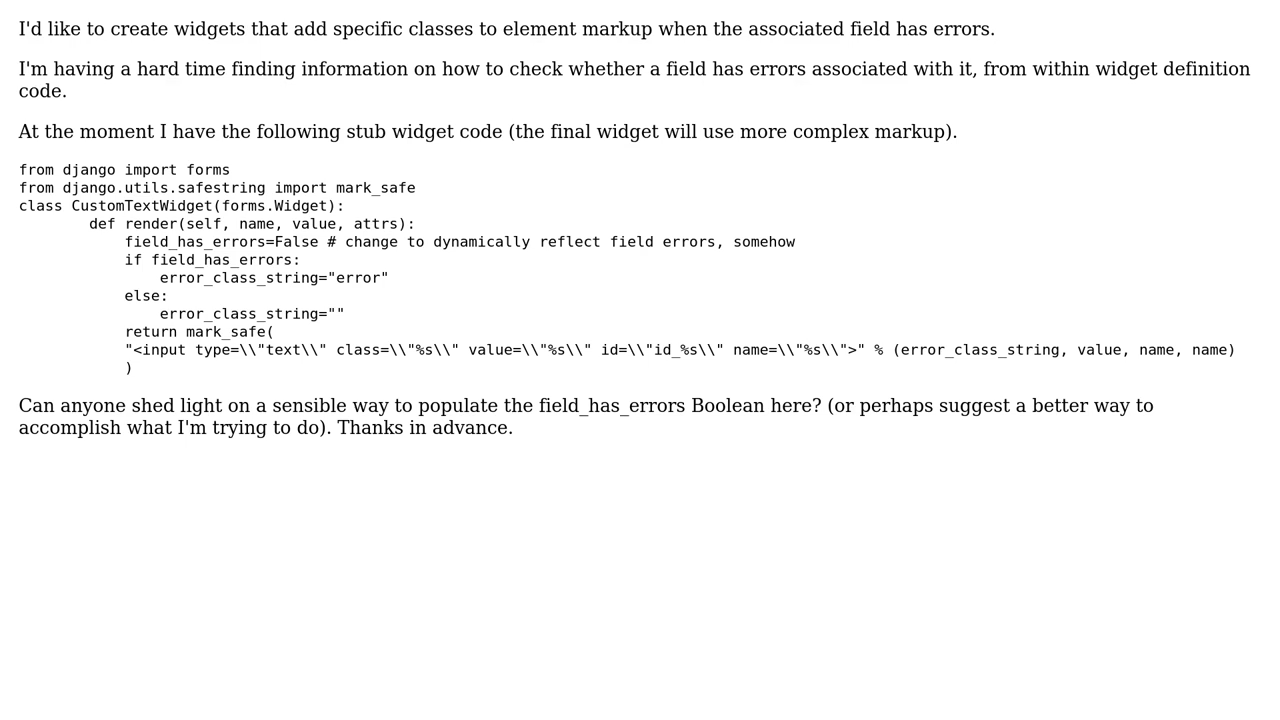 I'd like to create widgets that add specific classes to element markup when the associated field has errors.
I'm having a hard time finding information on how to check whether a field has errors associated with it, from within widget definition
code.
At the moment I have the following stub widget code (the final widget will use more complex markup).
from django import forms
from django.utils.safestring import mark_safe
class CustomTextWidget(forms.Widget):
        def render(self, name, value, attrs):
            field_has_errors=False # change to dynamically reflect field errors, somehow
            if field_has_errors:
                error_class_string="error"
            else:
                error_class_string=""
            return mark_safe(
            "<input type=\\"text\\" class=\\"%s\\" value=\\"%s\\" id=\\"id_%s\\" name=\\"%s\\">" % (error_class_string, value, name, name)
            )
Can anyone shed light on a sensible way to populate the field_has_errors Boolean here? (or perhaps suggest a better way to
accomplish what I'm trying to do). Thanks in advance.